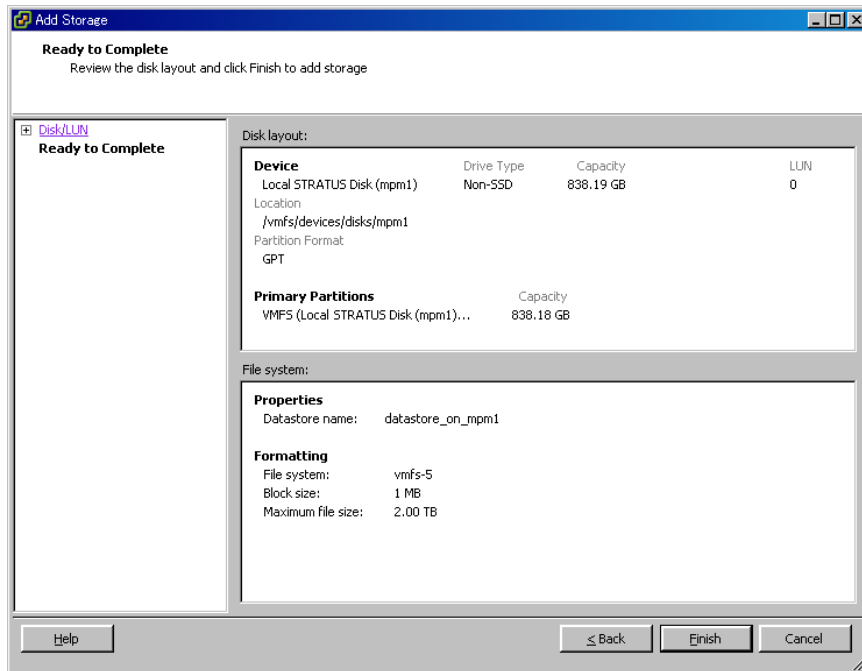 Add Storage
Ready to Complete
Review the disk layout and click Finish to add storage
Disk/LUN
Ready to Complete
Disk layout:
Device Drive Type Capacity LUN
Local STRATUS Disk (mpm1) Non-SSD 838.19 GB 0
Location
/vmfs/devices/disks/mpm1
Partition Format
GPT
Primary Partitions Capacity
VMFS (Local STRATUS Disk (mpm1)... 838.18 GB
File system:
Properties
Datastore name: datastore_on_mpm1
Formatting
File system: vmfs-5
Block size: 1 MB
Maximum file size: 2.00 TB
Help < Back Finish Cancel